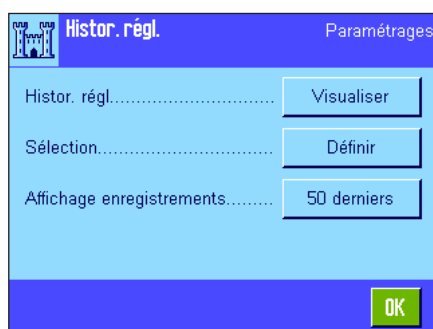 Histor. régl. Paramétrages
Histor. régl.............................. Visualiser
Sélection................................. Définir
Affichage enregistrements......... 50 derniers
OK